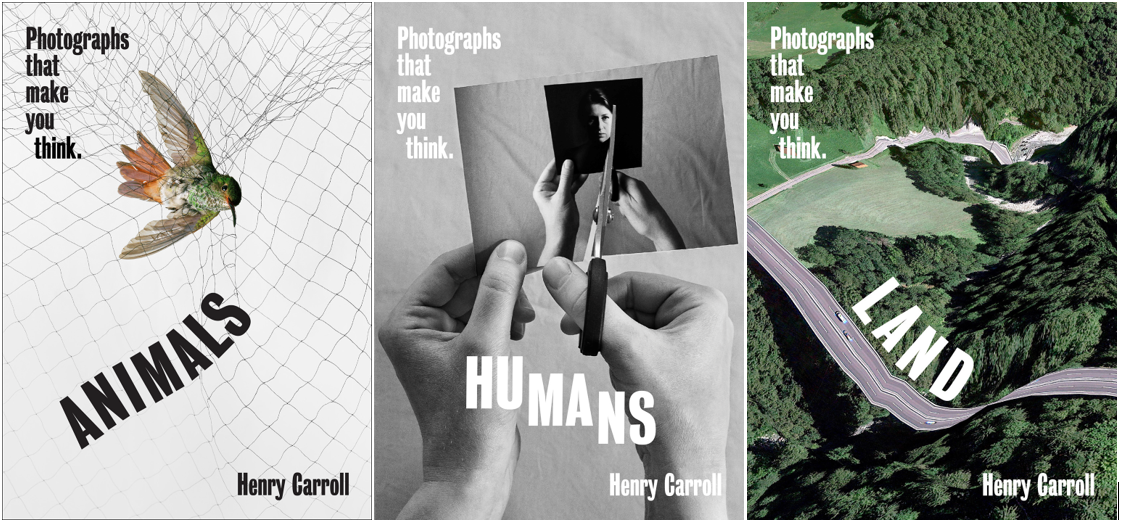 Photographs
that
make
you
think.
ANIMALS
Henry Carroll
Photographs
that
make
you
think.
HUMANS
Henry Carroll
Photographs
that
make
you
think.
LAND
Henry Carroll